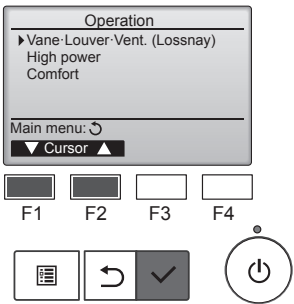 Operation
Vane·Louver·Vent. (Lossnay)
High power
Comfort
Main menu:
Cursor
F1 F2 F3 F4